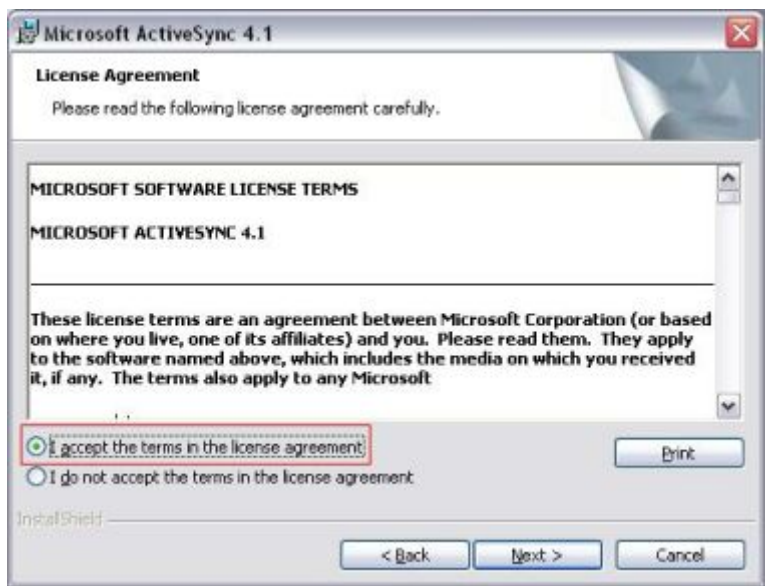 Microsoft ActiveSync 4.1
License Agreement
Please read the following license agreement carefully.
MICROSOFT SOFTWARE LICENSE TERMS
MICROSOFT ACTIVESYNC 4.1
These license terms are an agreement between Microsoft Corporation (or based
on where you live, one of its affiliates) and you. Please read them. They apply
to the software named above, which includes the media on which you received
it, if any. The terms also apply to any Microsoft
I accept the terms in the license agreement
Print
I do not accept the terms in the license agreement
InstallShield
< Back
Next >
Cancel